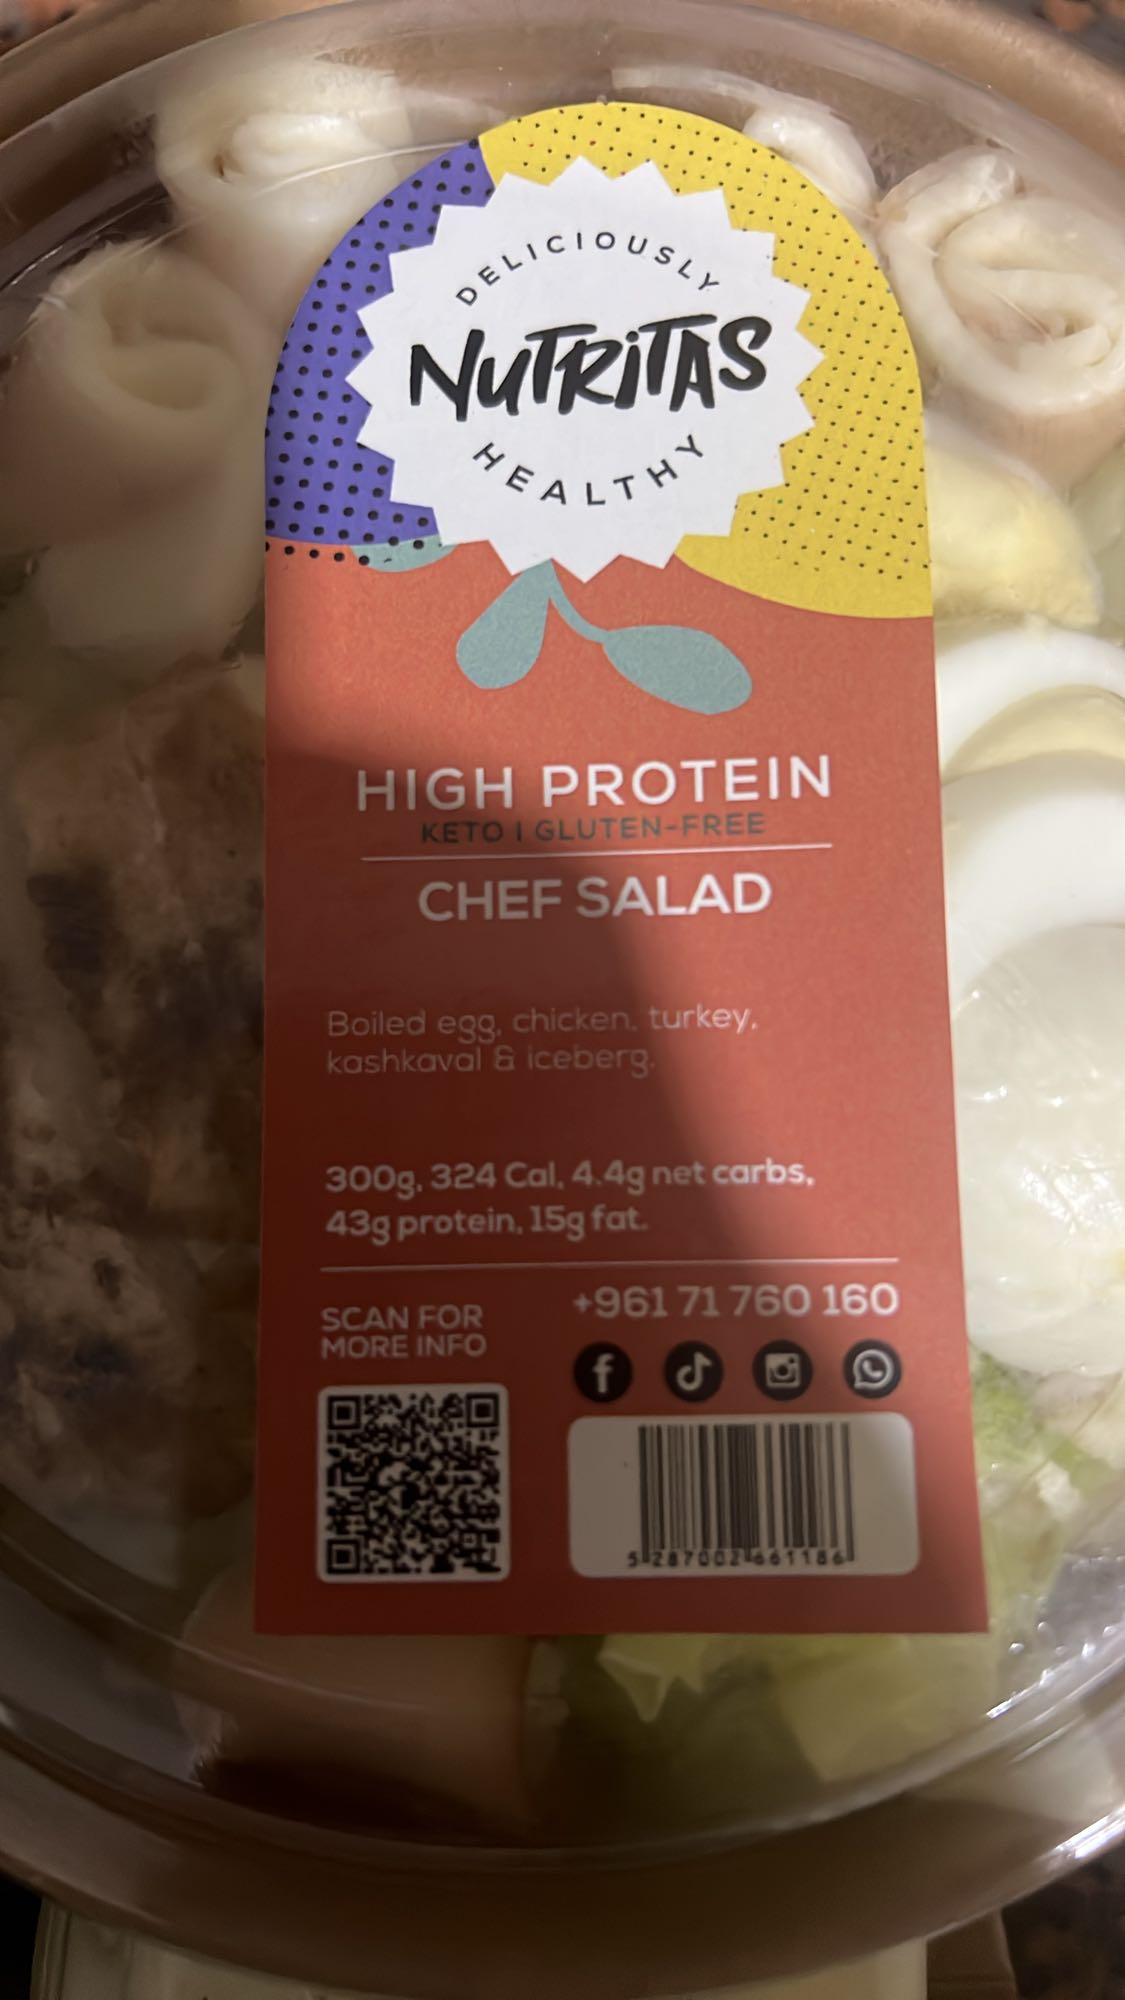 DELICIOUSLY
NUTRiTAS
HEALTHY
HIGH PROTEIN
KETO | GLUTEN-FREE
CHEF SALAD
Boiled egg, chicken, turkey,
kashkaval & iceberg.
300g, 324 Cal, 4.4g net carbs,
43g protein, 15g fat.
SCAN FOR
MORE INFO
+961 71 760 160
5 287002 661186